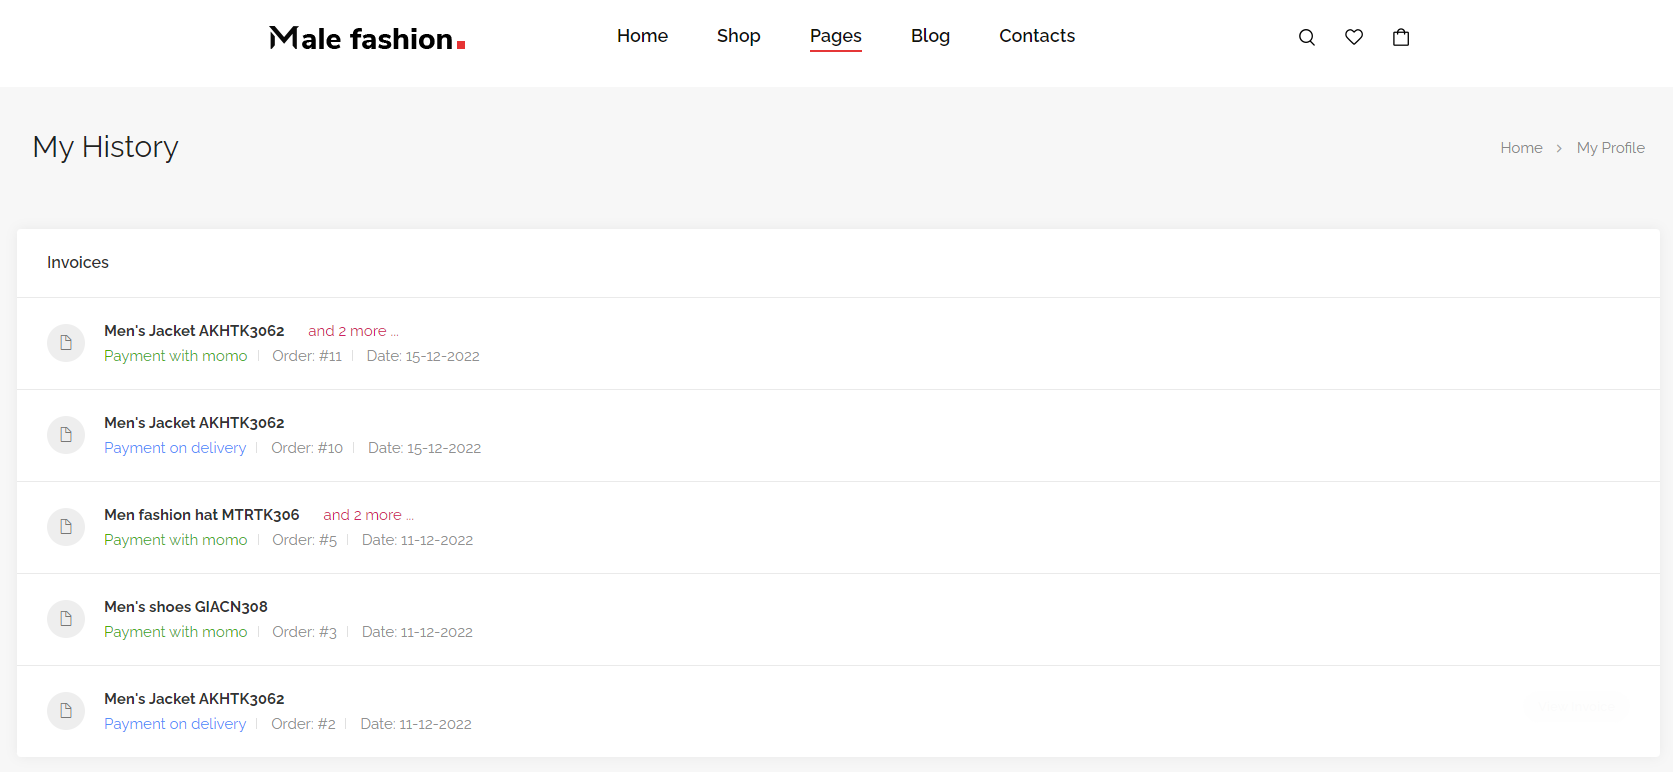 Male fashion.
Home Shop Pages Blog Contacts
My History
Home > My Profile
Invoices
Men's Jacket AKHTK3062 and 2 more ...
Payment with momo Order: #11 Date: 15-12-2022
Men's Jacket AKHTK3062
Payment on delivery Order: #10 Date: 15-12-2022
Men fashion hat MTRTK306 and 2 more ...
Payment with momo Order: #5 Date: 11-12-2022
Men's shoes GIACN308
Payment with momo Order: #3 Date: 11-12-2022
Men's Jacket AKHTK3062
Payment on delivery Order: #2 Date: 11-12-2022